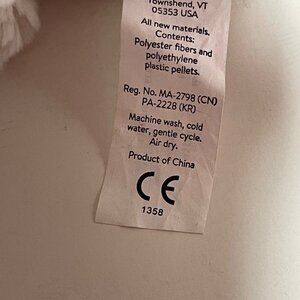 Townshend, VT
05353 USA
All new materials.
Contents:
Polyester fibers and
polyethylene
plastic pellets.
Reg. No. MA-2798 (CN)
PA-2228 (KR)
Machine wash, cold
water, gentle cycle.
Air dry.
Product of China
CE
1358